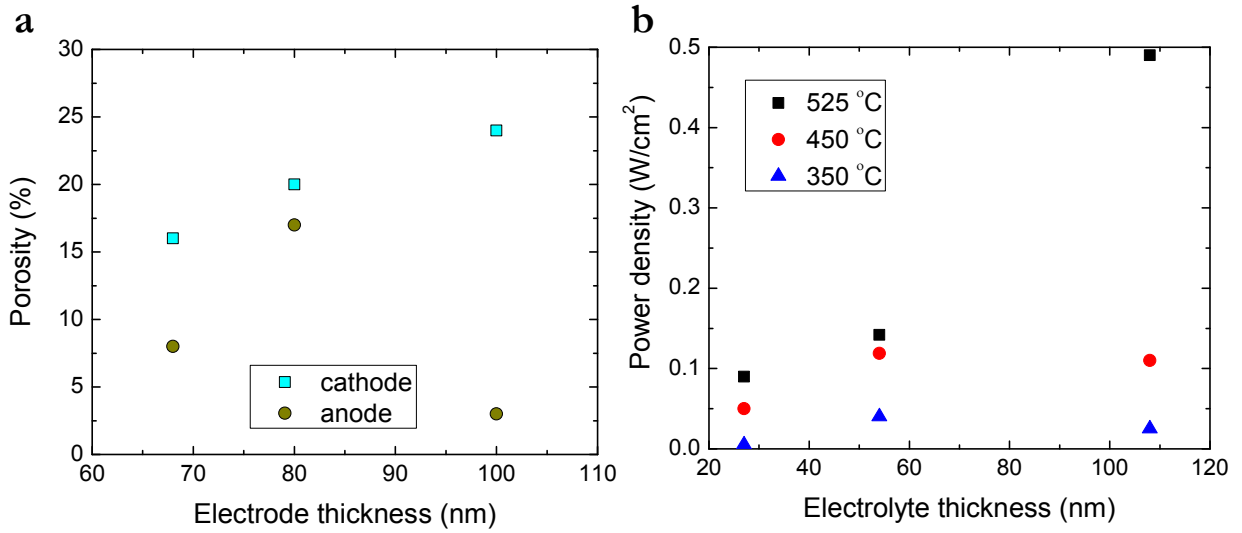 a
30
25
20
15
10
5
0
Porosity (%)
cathode
anode
60 70 80 90 100 110
Electrode thickness (nm)
b
0.5
0.4
0.3
0.2
0.1
0.0
Power density (W/cm²)
525 °C
450 °C
350 °C
20 40 60 80 100 120
Electrolyte thickness (nm)